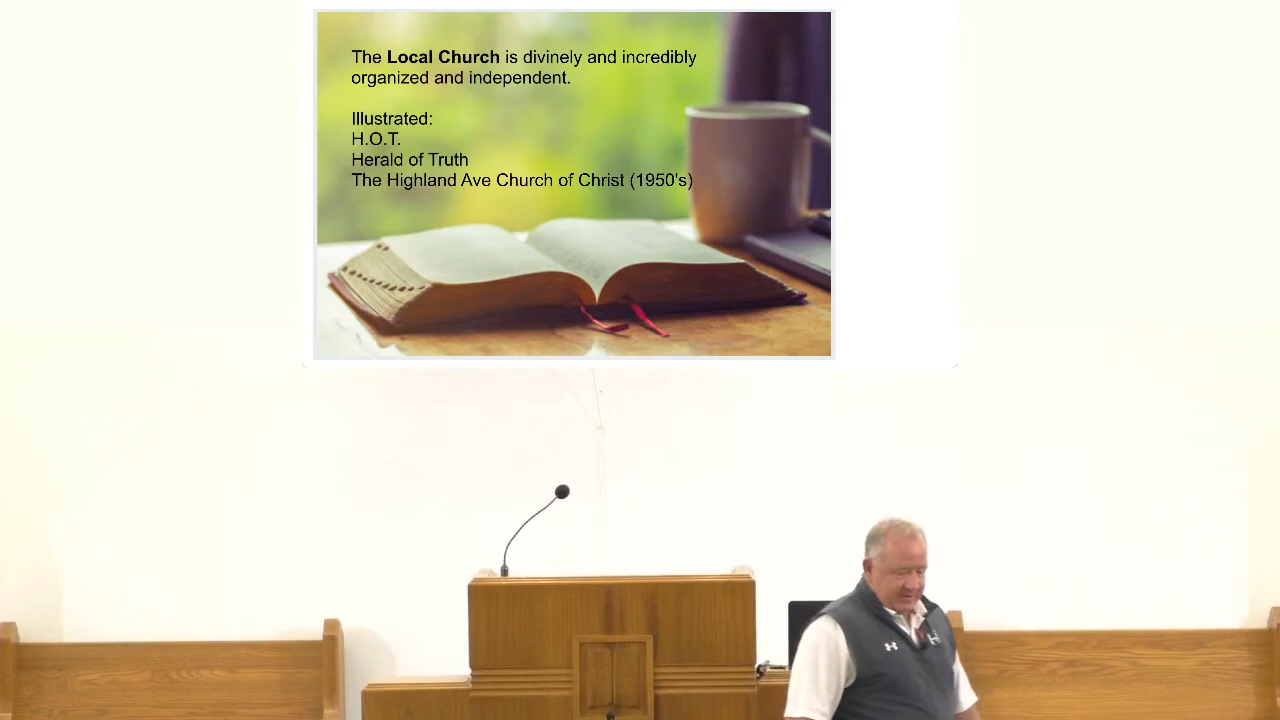 The Local Church is divinely and incredibly
organized and independent.
Illustrated:
H.O.T.
Herald of Truth
The Highland Ave Church of Christ (1950's)